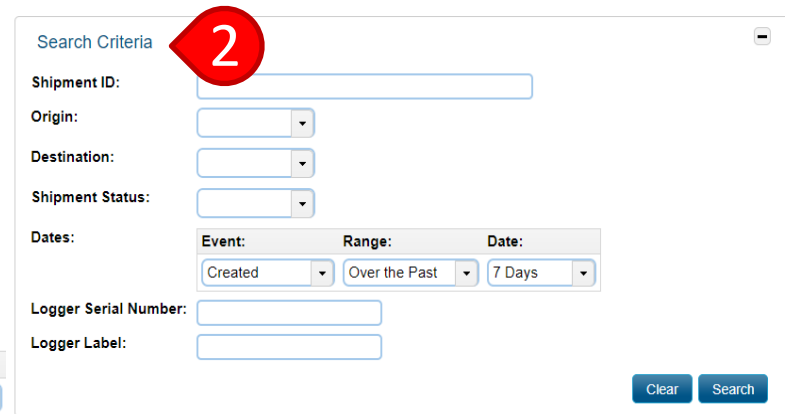 Search Criteria
2
Shipment ID:
Origin:
Destination:
Shipment Status:
Dates:
Event: Range: Date:
Created Over the Past 7 Days
Logger Serial Number:
Logger Label:
Clear Search